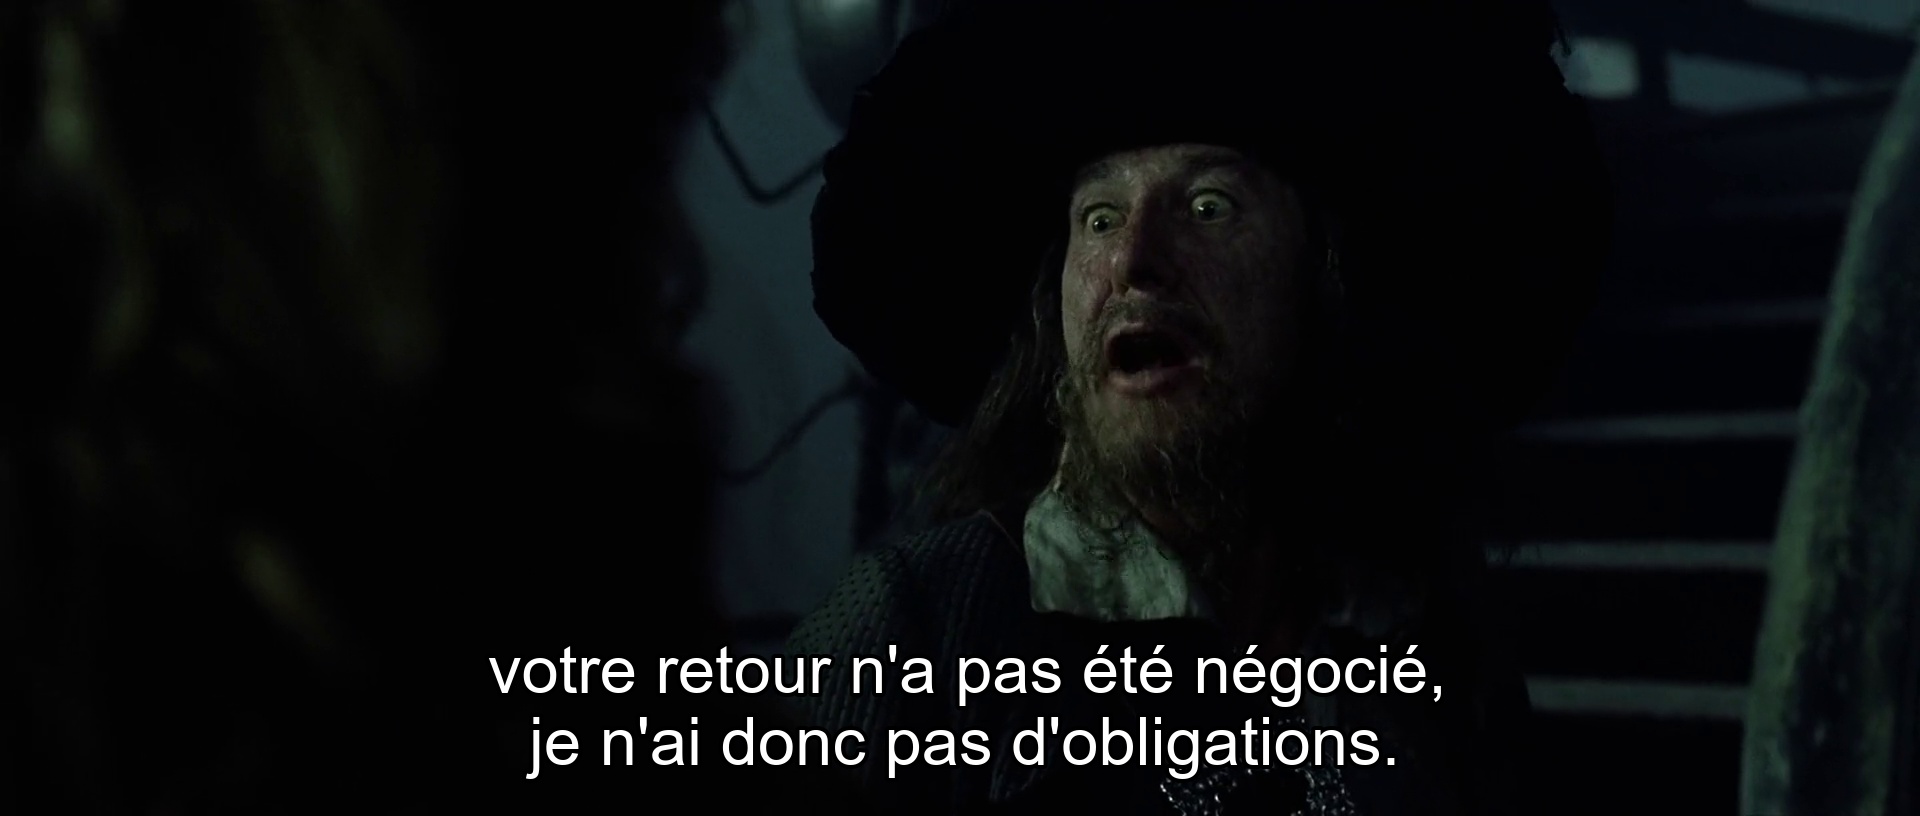 votre retour n'a pas été négocié,
je n'ai donc pas d'obligations.